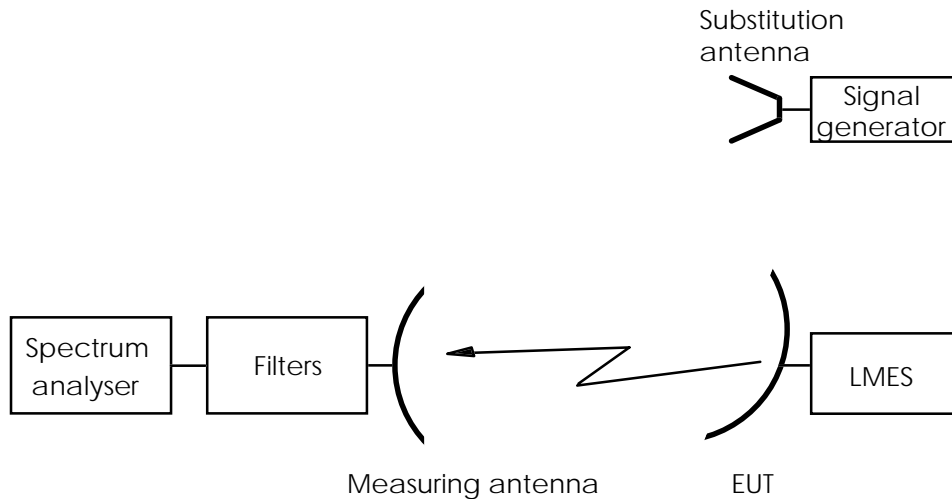 Substitution
antenna
Signal
generator
Spectrum
analyser
Filters
LMES
Measuring antenna
EUT